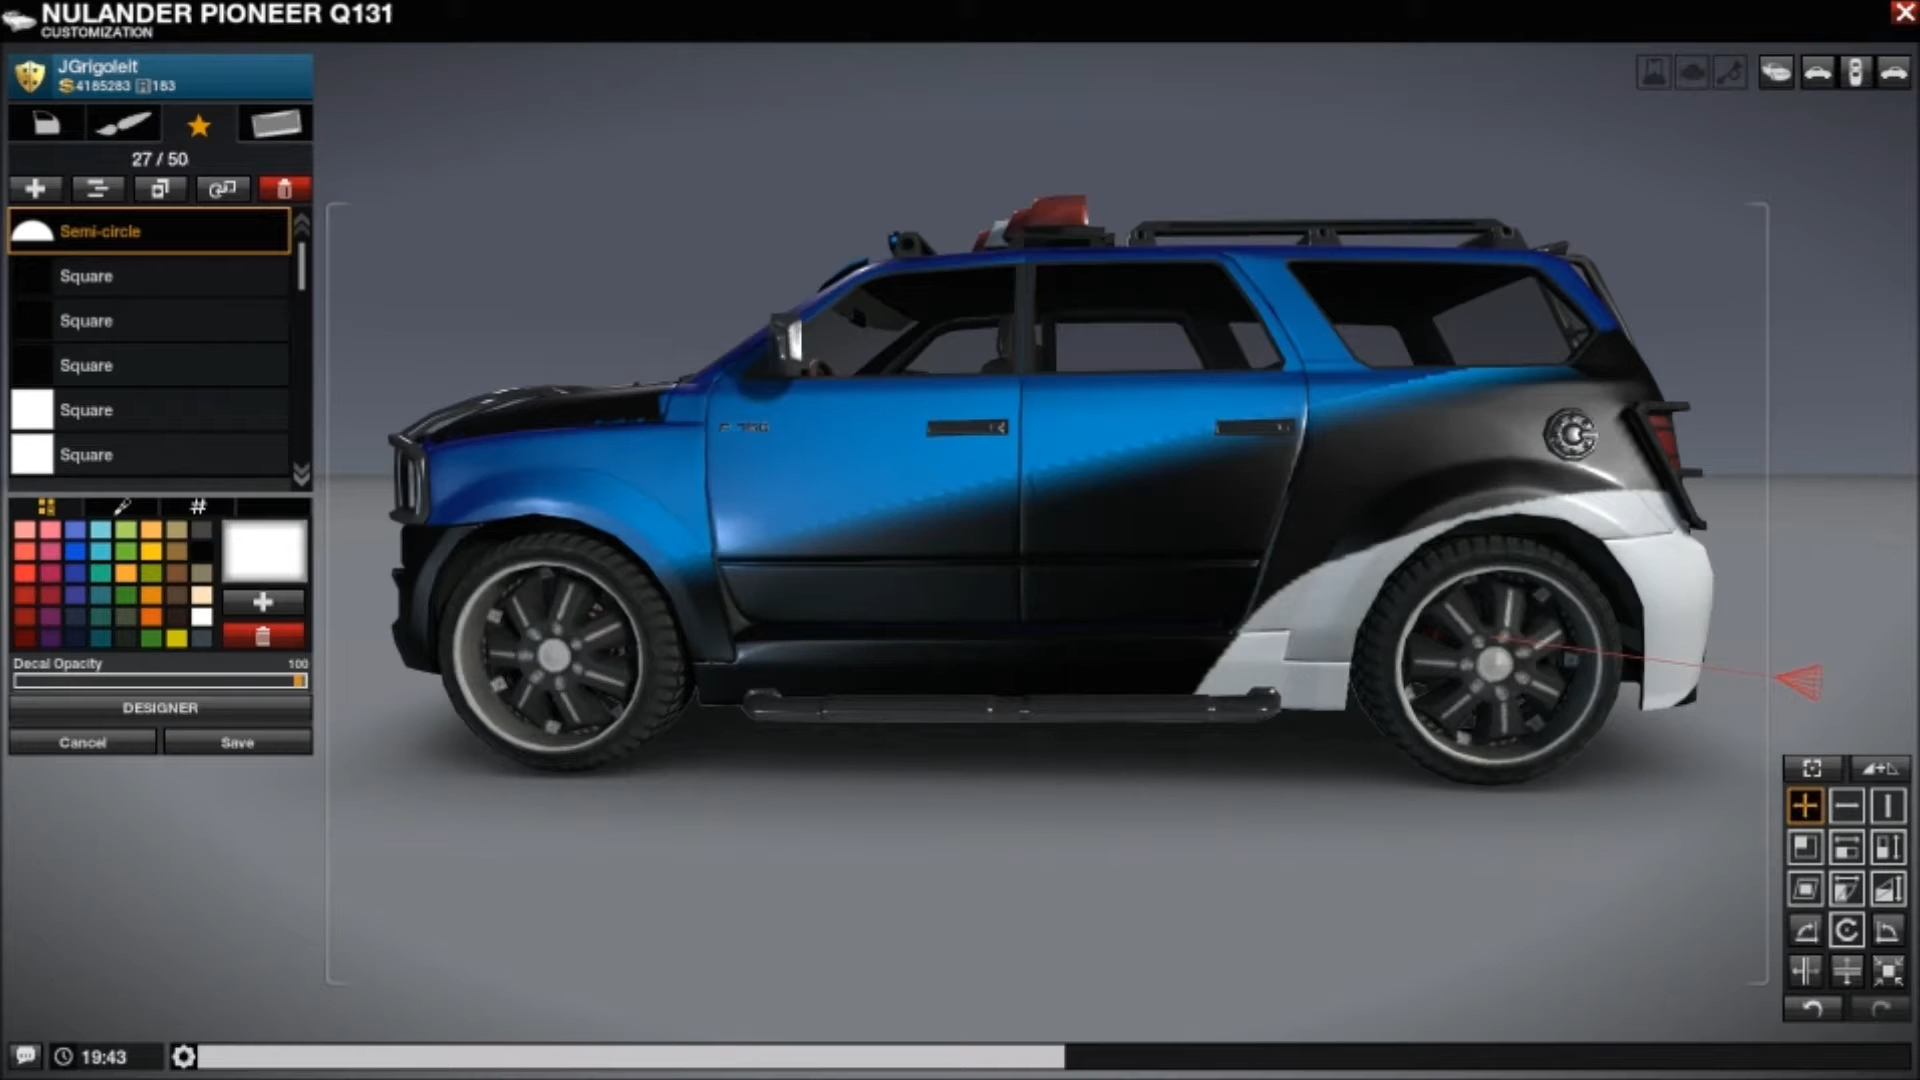 NULANDER PIONEER Q131
CUSTOMIZATION
JGrigoleit
$4185283 183
27 / 50
Semi-circle
Square
Square
Square
Square
Square
#
Decal Opacity 100
DESIGNER
Cancel Save
19:43